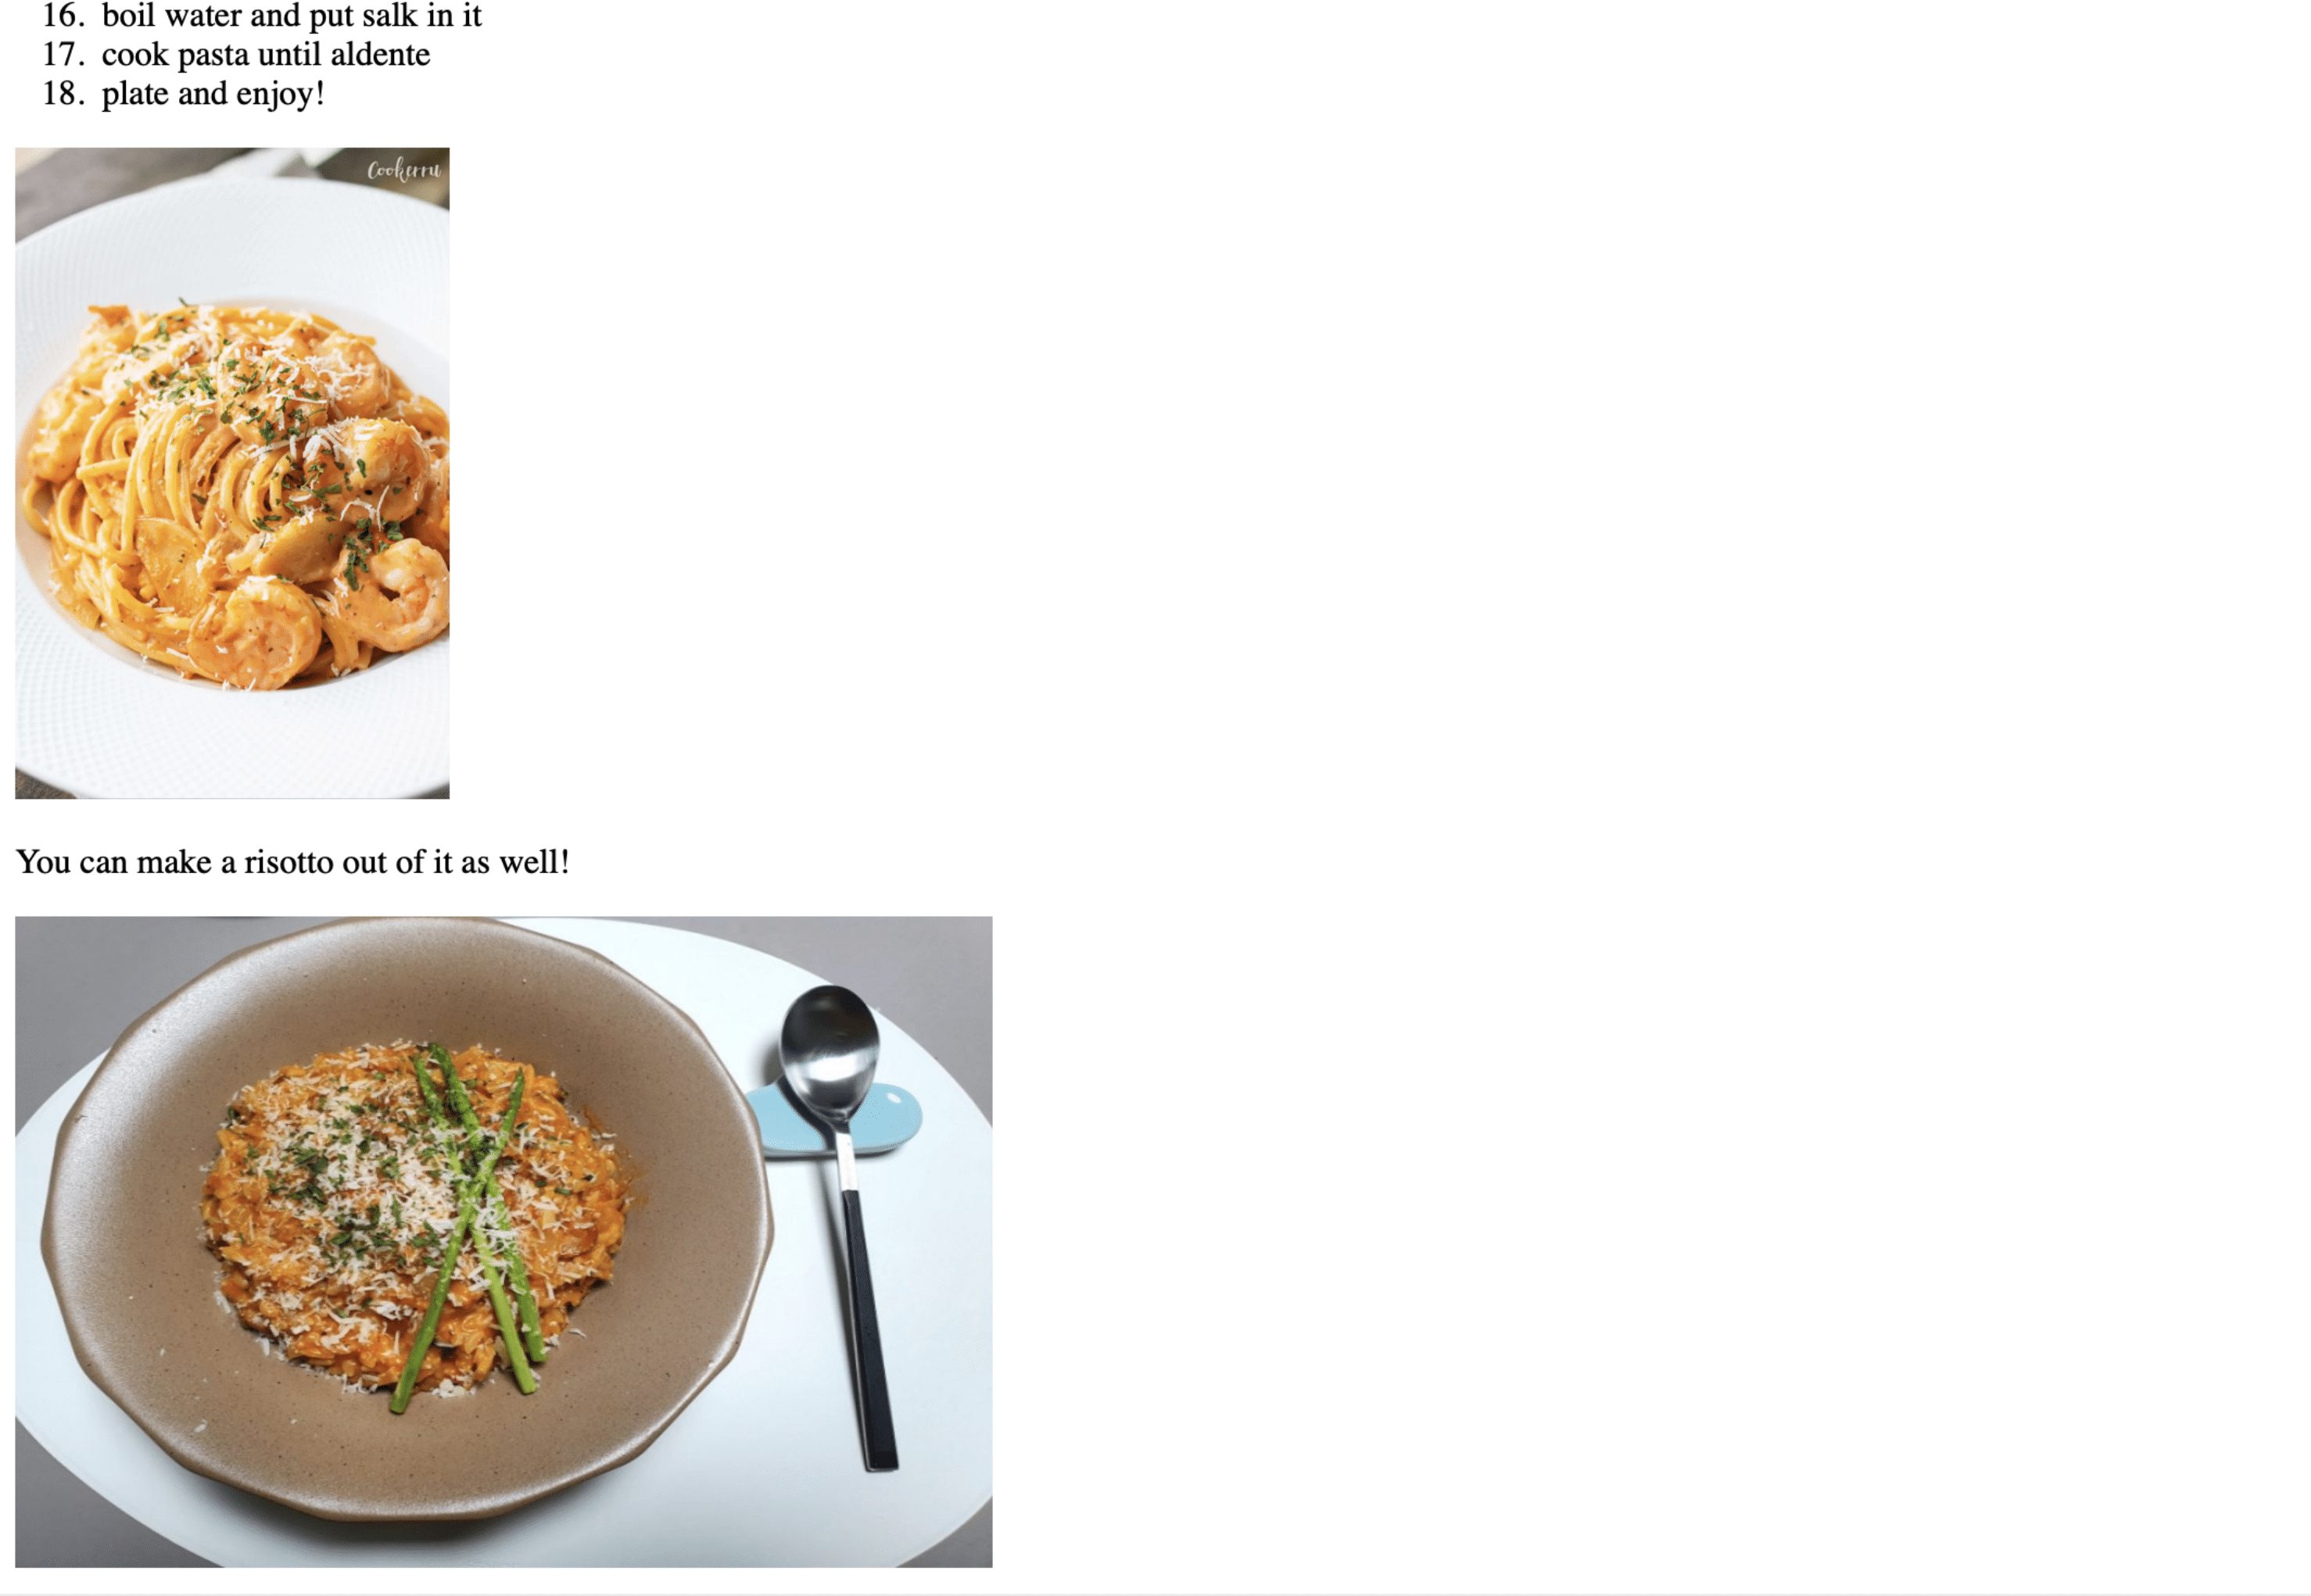 16. boil water and put salk in it
17. cook pasta until aldente
18. plate and enjoy!
Cookerru
You can make a risotto out of it as well!